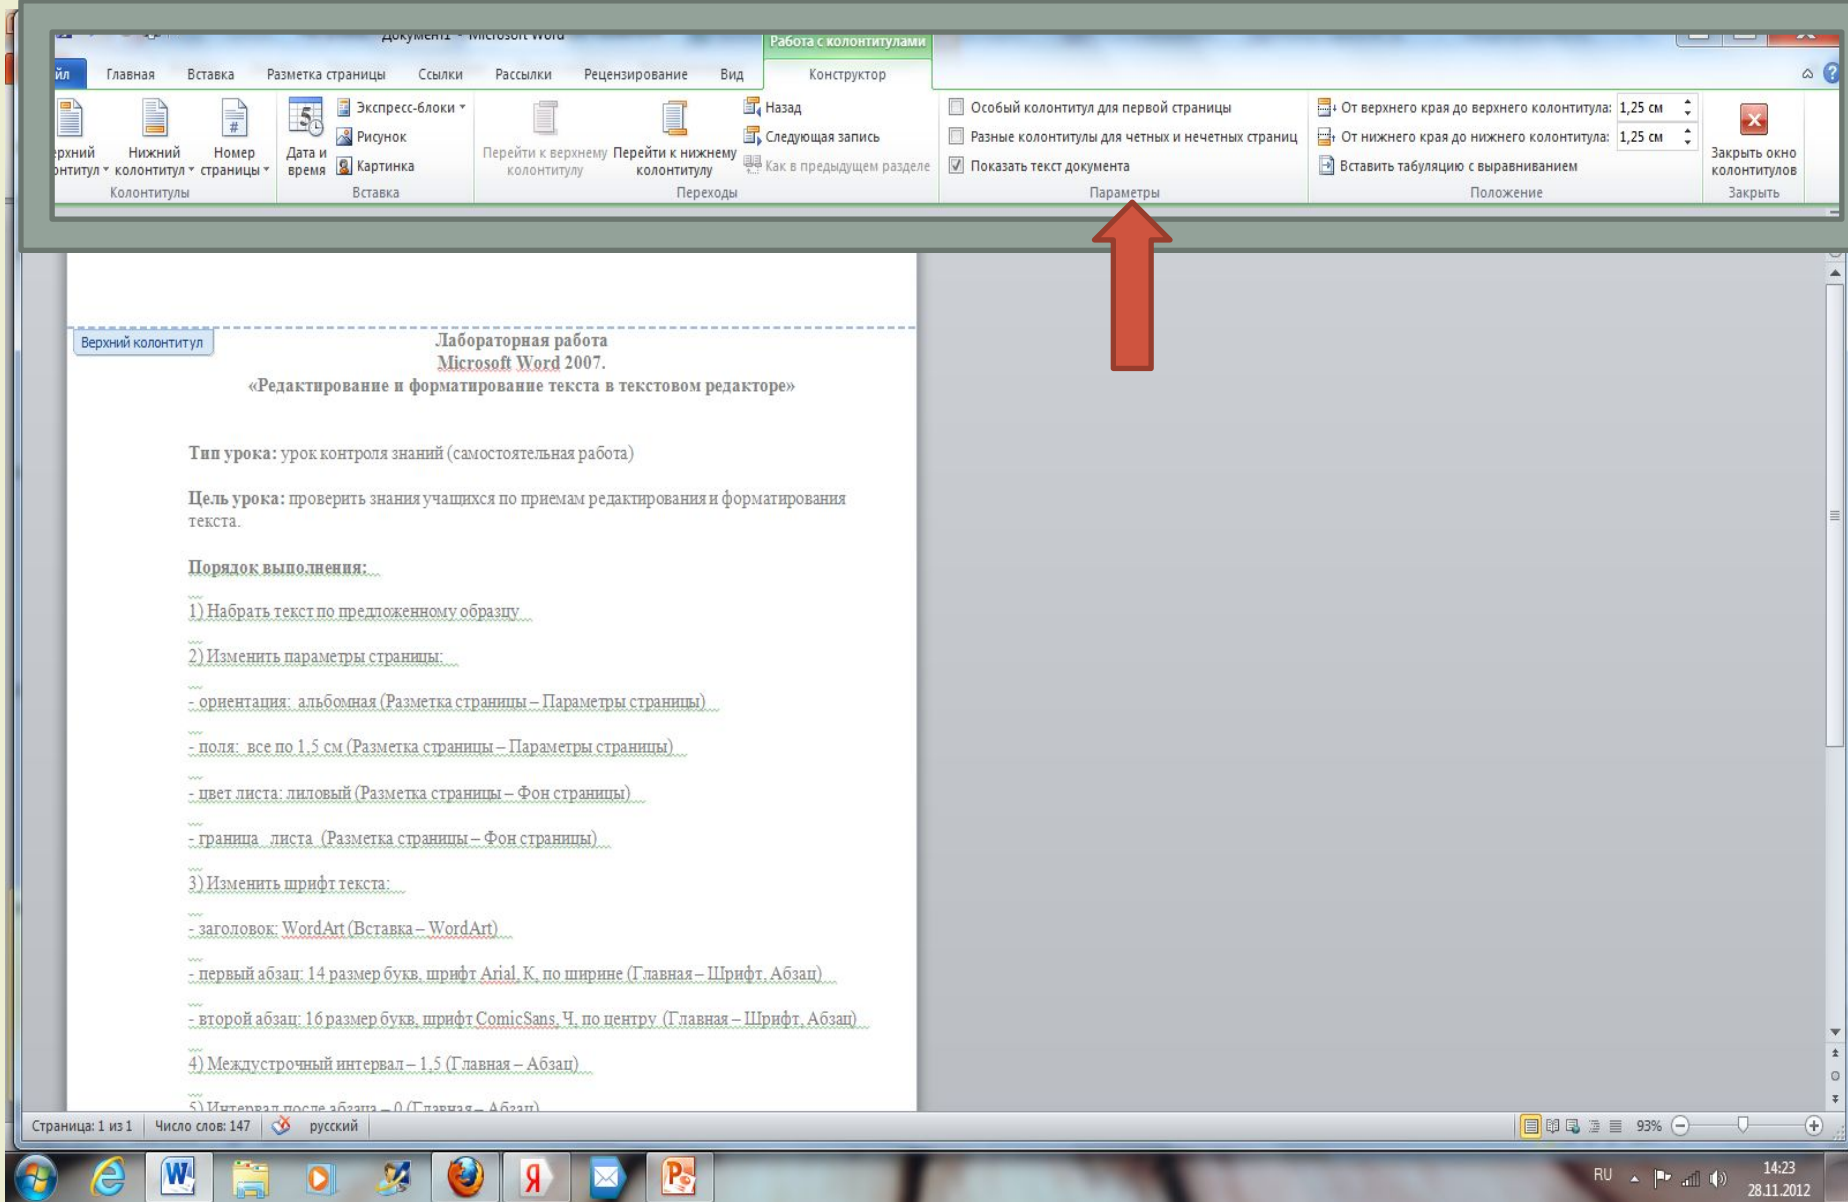 Документ1 - Microsoft Word
Работа с колонтитулами
Главная Вставка Разметка страницы Ссылки Рассылки Рецензирование Вид Конструктор
Нижний колонтитул
Номер страницы
Колонтитулы
Дата и время
Экспресс-блоки
Рисунок
Картинка
Вставка
Перейти к верхнему колонтитулу
Перейти к нижнему колонтитулу
Назад
Следующая запись
Как в предыдущем разделе
Переходы
Особый колонтитул для первой страницы
Разные колонтитулы для четных и нечетных страниц
Показать текст документа
Параметры
От верхнего края до верхнего колонтитула: 1,25 см
От нижнего края до нижнего колонтитула: 1,25 см
Вставить табуляцию с выравниванием
Положение
Закрыть окно колонтитулов
Закрыть
Верхний колонтитул
Лабораторная работа
Microsoft Word 2007.
«Редактирование и форматирование текста в текстовом редакторе»
Тип урока: урок контроля знаний (самостоятельная работа)
Цель урока: проверить знания учащихся по приемам редактирования и форматирования
текста.
Порядок выполнения:
1) Набрать текст по предложенному образцу
2) Изменить параметры страницы:
- ориентация: альбомная (Разметка страницы – Параметры страницы)
- поля: все по 1,5 см (Разметка страницы – Параметры страницы)
- цвет листа: лиловый (Разметка страницы – Фон страницы)
- граница листа (Разметка страницы – Фон страницы)
3) Изменить шрифт текста:
- заголовок: WordArt (Вставка – WordArt)
- первый абзац: 14 размер букв, шрифт Arial, К, по ширине (Главная – Шрифт, Абзац)
- второй абзац: 16 размер букв, шрифт ComicSans, Ч, по центру (Главная – Шрифт, Абзац)
4) Междустрочный интервал – 1,5 (Главная – Абзац)
5) Интервал после абзаца – 0 (Главная – Абзац)
Страница: 1 из 1 Число слов: 147 русский 93%
RU 14:23
28.11.2012